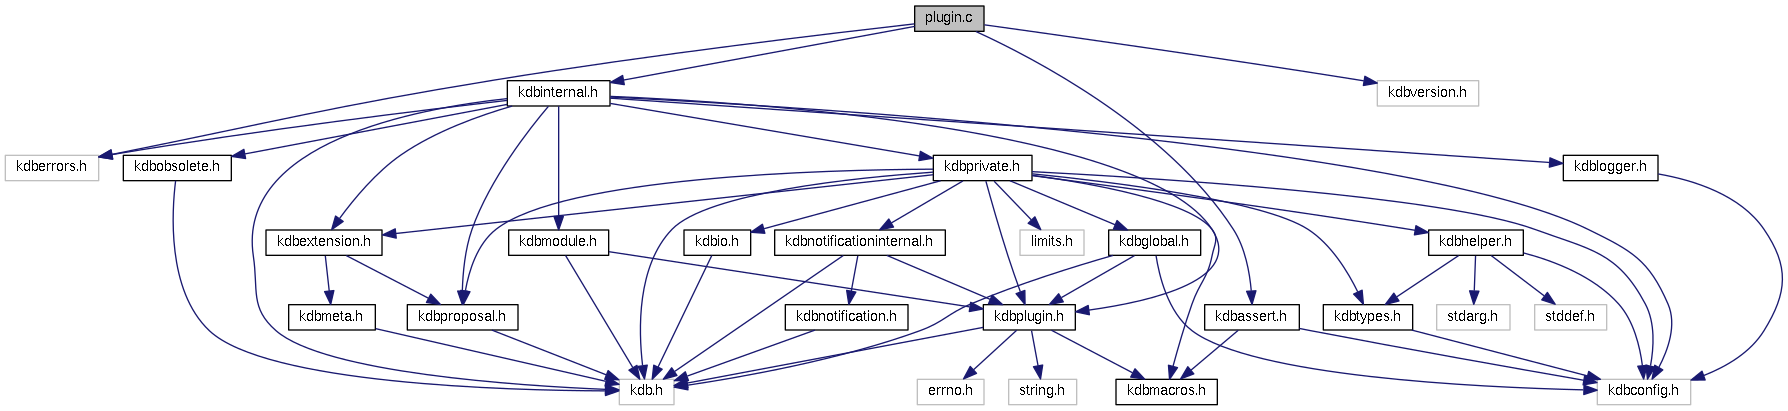 plugin.c
kdbinternal.h
kdbversion.h
kdberrors.h
kdbobsolete.h
kdbprivate.h
kdblogger.h
kdbextension.h
kdbmodule.h
kdbio.h
kdbnotificationinternal.h
limits.h
kdbglobal.h
kdbhelper.h
kdbmeta.h
kdbproposal.h
kdbnotification.h
kdbplugin.h
kdbassert.h
kdbtypes.h
stdarg.h
stddef.h
kdb.h
errno.h
string.h
kdbmacros.h
kdbconfig.h